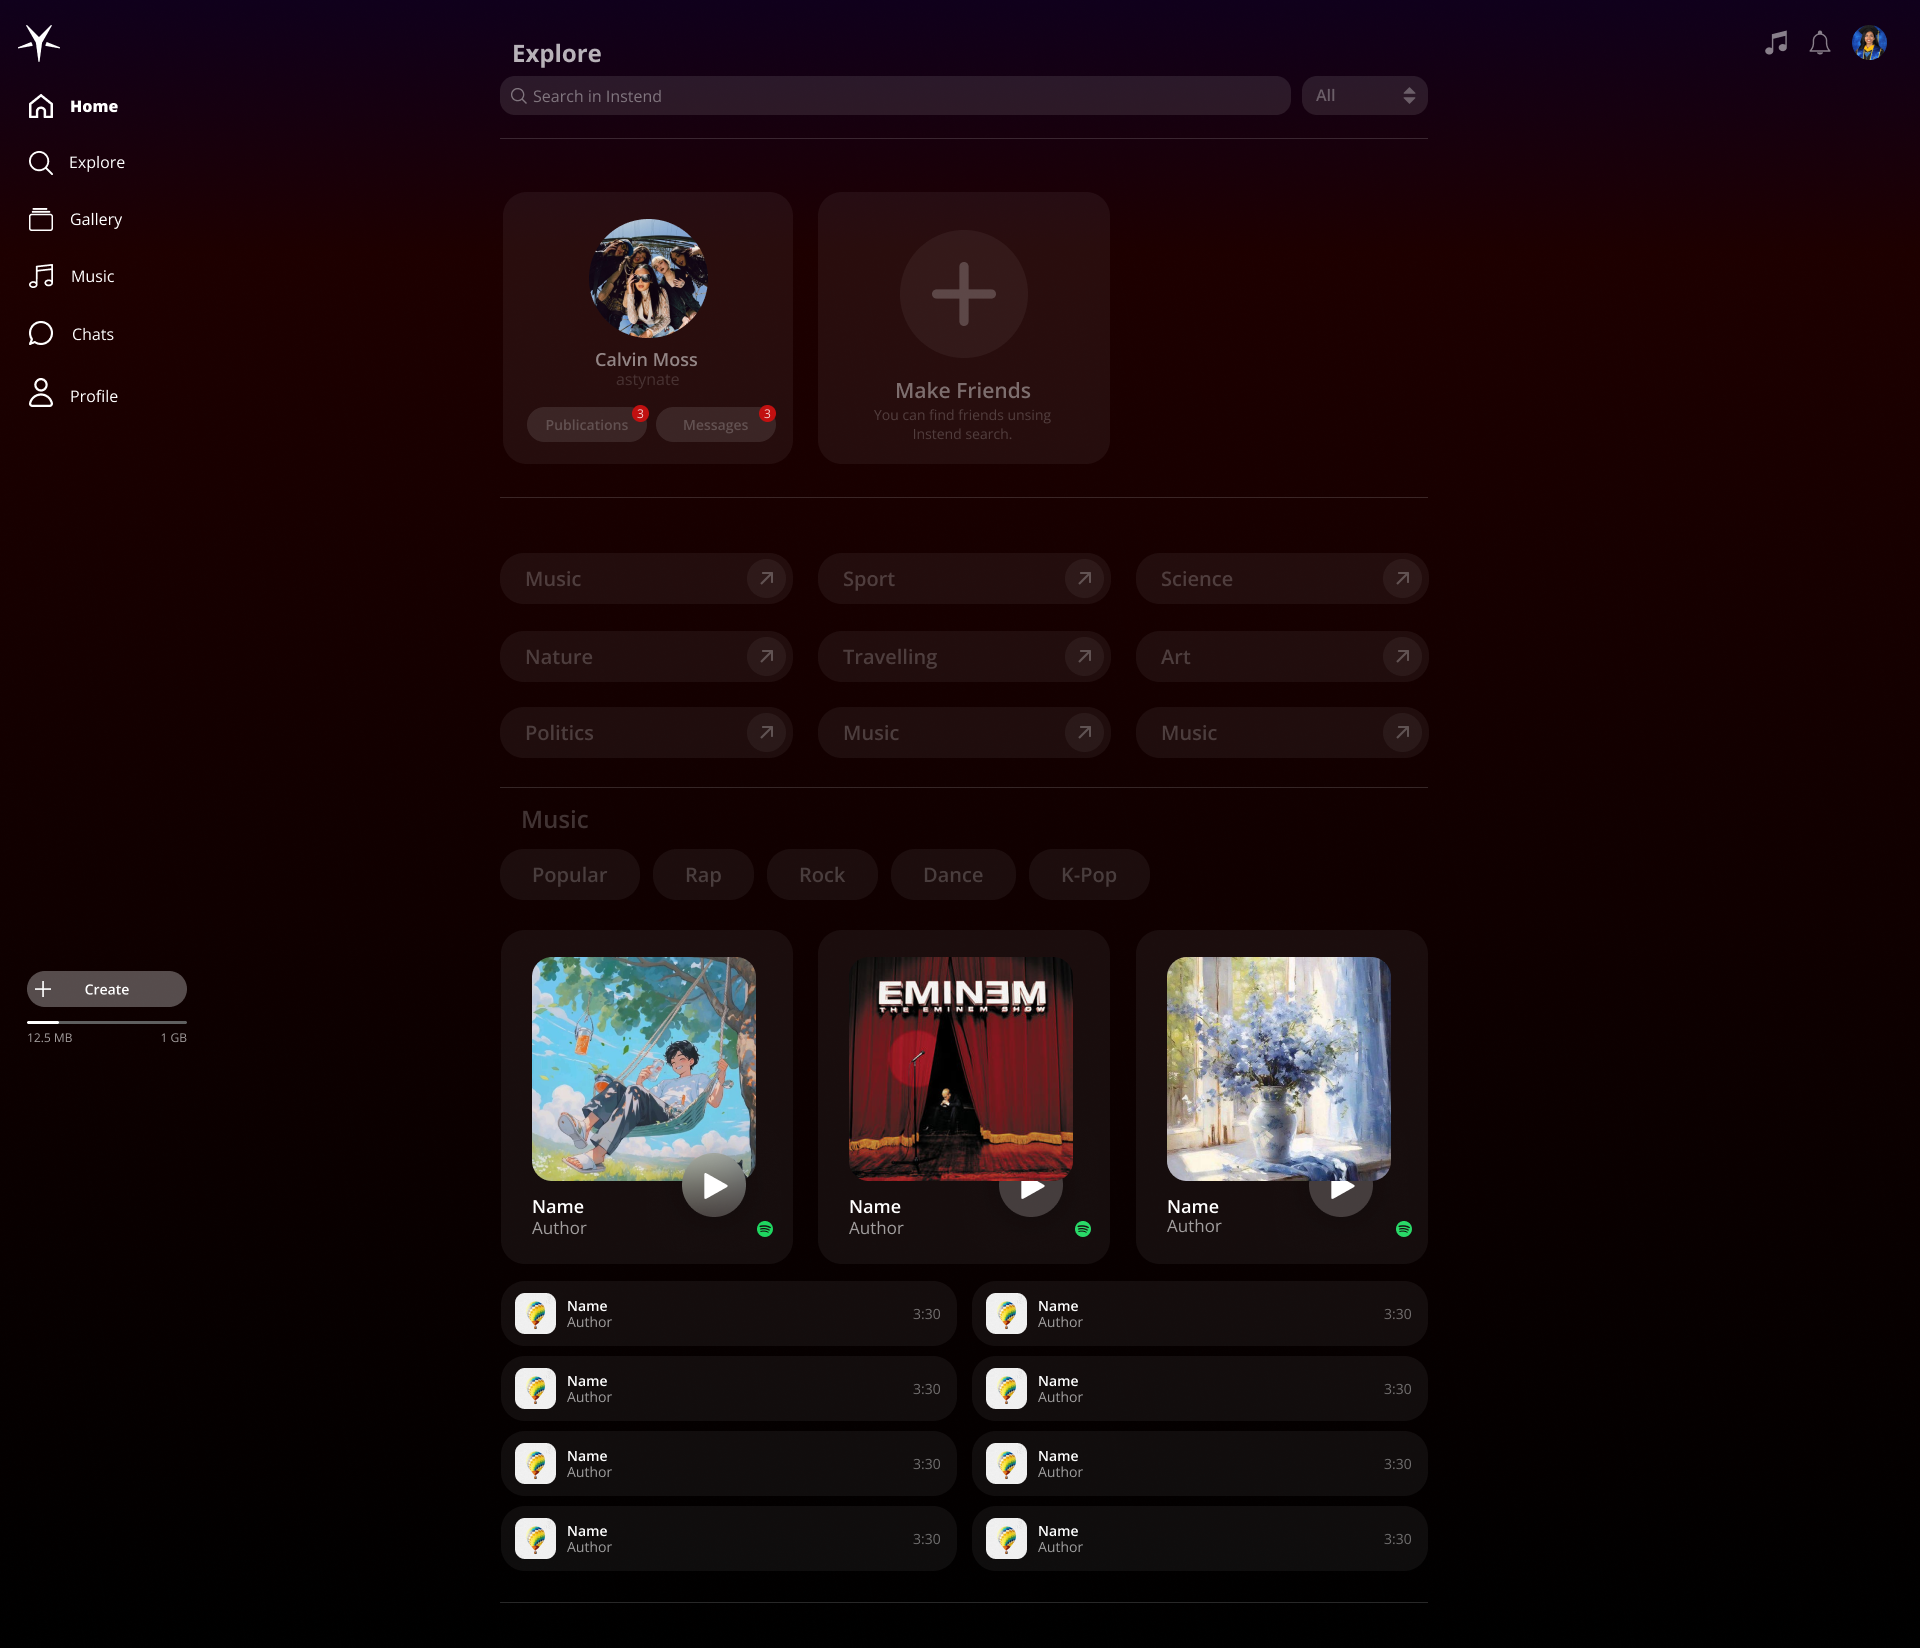 Explore
Search in Instend
All
Home
Explore
Gallery
Music
Chats
Profile
Create
12.5 MB
1 GB
Calvin Moss
astynate
Publications
3
Messages
3
Make Friends
You can find friends unsing
Instend search.
Music
Sport
Science
Nature
Travelling
Art
Politics
Music
Music
Music
Popular
Rap
Rock
Dance
K-Pop
Name
Author
EMINƎM
THE EMINEM SHOW
Name
Author
Name
Author
Name
Author
3:30
Name
Author
3:30
Name
Author
3:30
Name
Author
3:30
Name
Author
3:30
Name
Author
3:30
Name
Author
3:30
Name
Author
3:30